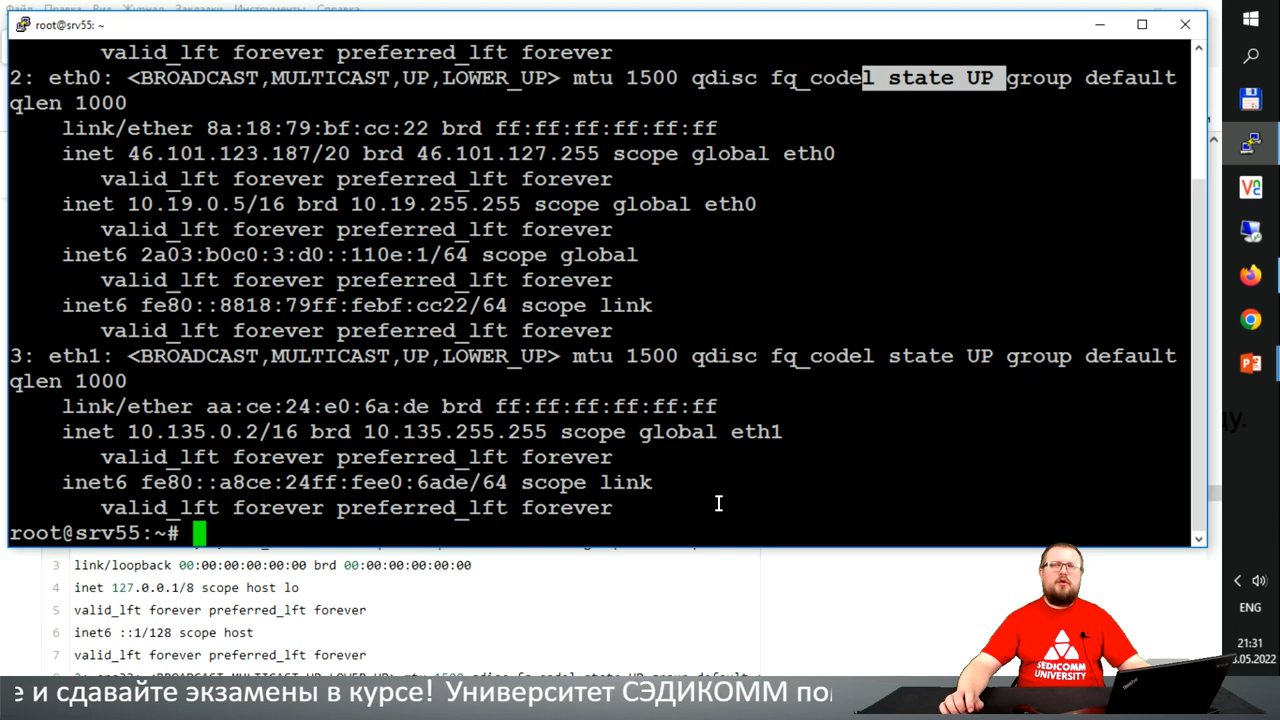 root@srv55: ~
valid_lft forever preferred_lft forever
2: eth0: <BROADCAST,MULTICAST,UP,LOWER_UP> mtu 1500 qdisc fq_codel state UP group default
qlen 1000
link/ether 8a:18:79:bf:cc:22 brd ff:ff:ff:ff:ff:ff
inet 46.101.123.187/20 brd 46.101.127.255 scope global eth0
valid_lft forever preferred_lft forever
inet 10.19.0.5/16 brd 10.19.255.255 scope global eth0
valid_lft forever preferred_lft forever
inet6 2a03:b0c0:3:d0::110e:1/64 scope global
valid_lft forever preferred_lft forever
inet6 fe80::8818:79ff:febf:cc22/64 scope link
valid_lft forever preferred_lft forever
3: eth1: <BROADCAST,MULTICAST,UP,LOWER_UP> mtu 1500 qdisc fq_codel state UP group default
qlen 1000
link/ether aa:ce:24:e0:6a:de brd ff:ff:ff:ff:ff:ff
inet 10.135.0.2/16 brd 10.135.255.255 scope global eth1
valid_lft forever preferred_lft forever
inet6 fe80::a8ce:24ff:fee0:6ade/64 scope link
valid_lft forever preferred_lft forever
root@srv55:~#
3 link/loopback 00:00:00:00:00:00 brd 00:00:00:00:00:00
4 inet 127.0.0.1/8 scope host lo
5 valid_lft forever preferred_lft forever
6 inet6 ::1/128 scope host
7 valid_lft forever preferred_lft forever
ENG
21:31
5.05.2022
SEDICOMM
UNIVERSITY
е и сдавайте экзамены в курсе! Университет СЭДИКОММ по